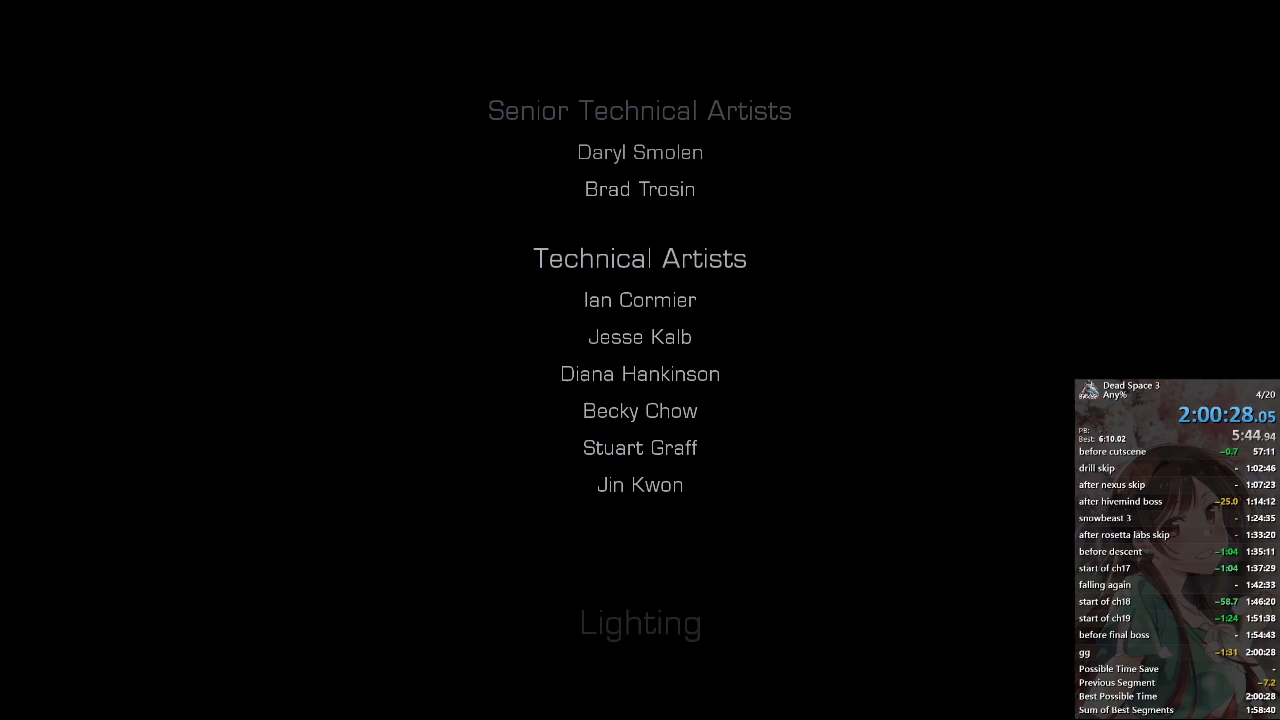 Senior Technical Artists
Daryl Smolen
Brad Trosin
Technical Artists
Ian Cormier
Jesse Kalb
Diana Hankinson
Becky Chow
Stuart Graff
Jin Kwon
Lighting
Dead Space 3
Any% 4/20
2:00:28.05
PB:
Best: 6:10.02 5:44.94
before cutscene −0.7 57:11
drill skip - 1:02:46
after nexus skip - 1:07:23
after hivemind boss −25.0 1:14:12
snowbeast 3 - 1:24:35
after rosetta labs skip - 1:33:20
before descent −1:04 1:35:11
start of ch17 −1:04 1:37:29
falling again - 1:42:33
start of ch18 −58.7 1:46:20
start of ch19 −1:24 1:51:38
before final boss - 1:54:43
gg −1:31 2:00:28
Possible Time Save -
Previous Segment −7.2
Best Possible Time 2:00:28
Sum of Best Segments 1:58:40